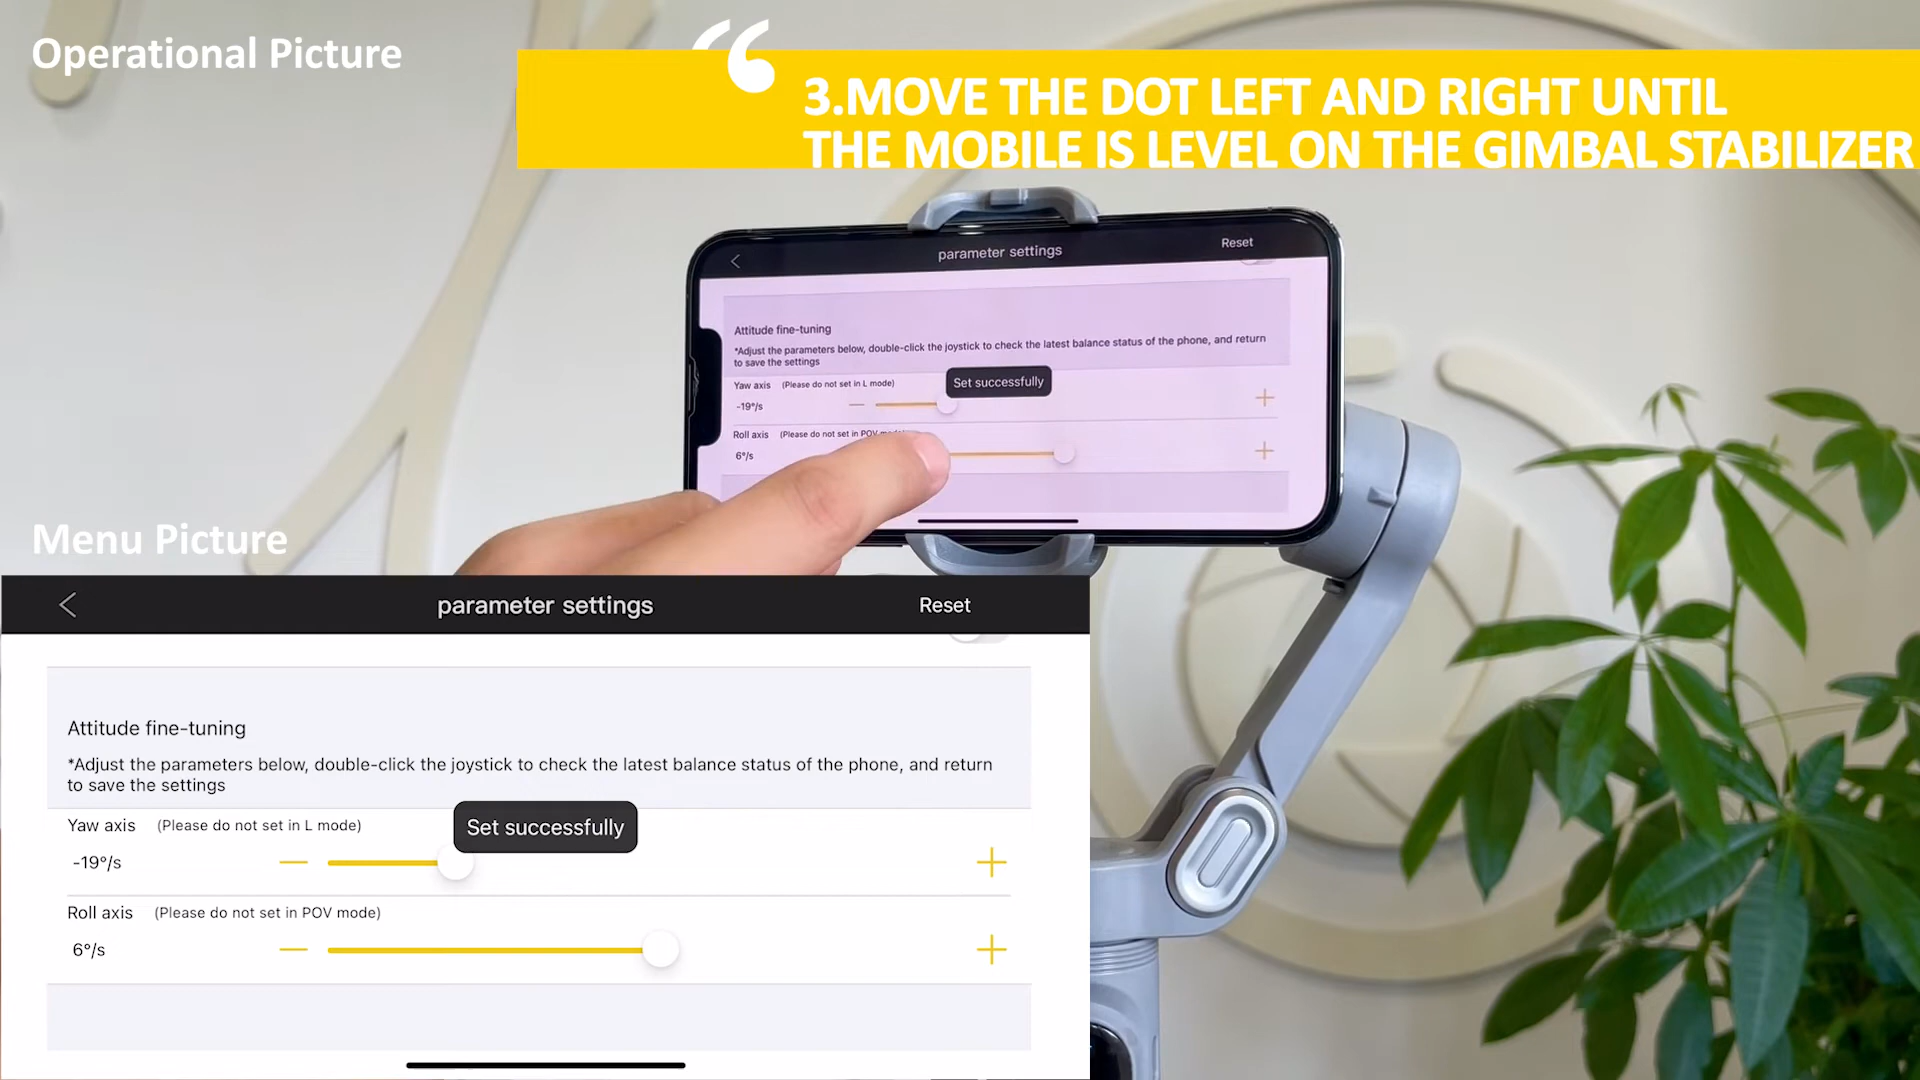 Operational Picture
“
3.MOVE THE DOT LEFT AND RIGHT UNTIL
THE MOBILE IS LEVEL ON THE GIMBAL STABILIZER
parameter settings
Reset
Attitude fine-tuning
*Adjust the parameters below, double-click the joystick to check the latest balance status of the phone, and return
to save the settings
Yaw axis (Please do not set in L mode)
Set successfully
-19°/s
Roll axis (Please do not set in POV
6°/s
Menu Picture
parameter settings
Reset
Attitude fine-tuning
*Adjust the parameters below, double-click the joystick to check the latest balance status of the phone, and return
to save the settings
Yaw axis (Please do not set in L mode)
Set successfully
-19°/s
Roll axis (Please do not set in POV mode)
6°/s